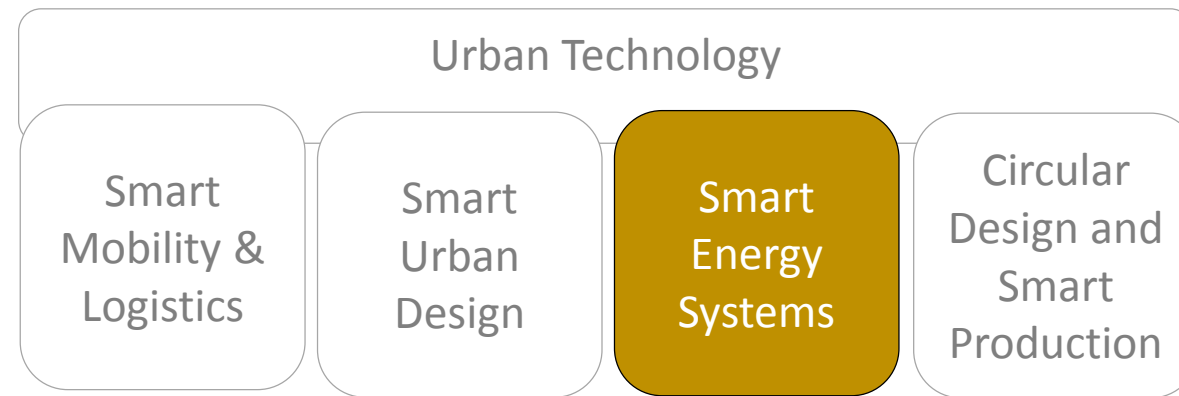 Urban Technology
Smart
Mobility &
Logistics
Smart
Urban
Design
Smart
Energy
Systems
Circular
Design and
Smart
Production